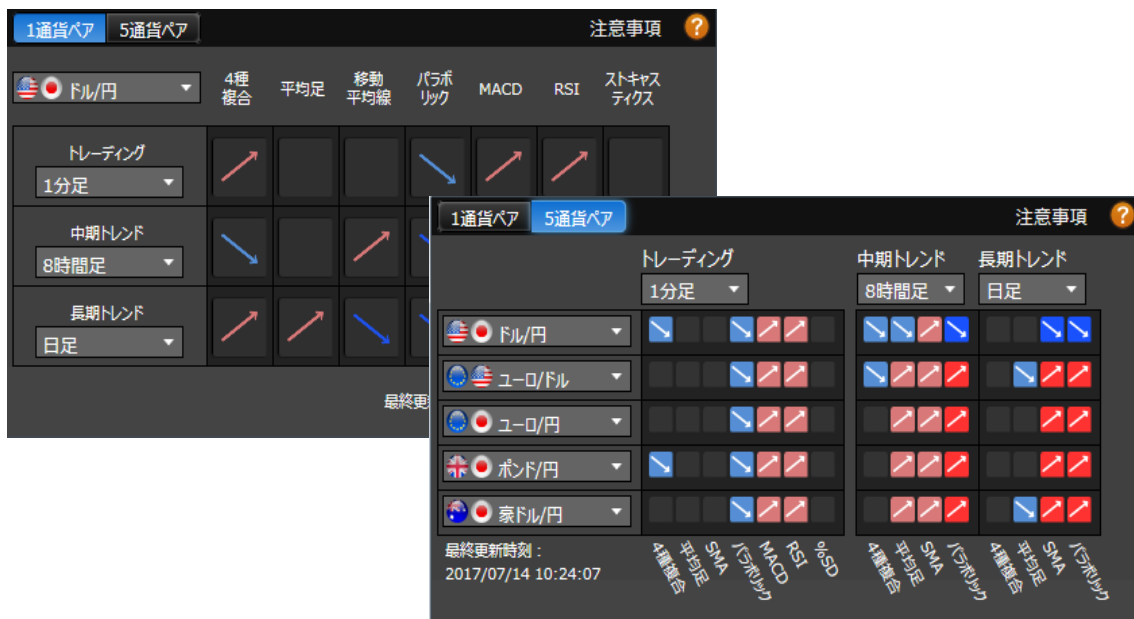 1通貨ペア 5通貨ペア 注意事項 ?
ドル/円 4種複合 平均足 移動平均線 パラボリック MACD RSI ストキャスティクス
トレーディング
1分足
中期トレンド
8時間足
長期トレンド
日足
最終更
1通貨ペア 5通貨ペア 注意事項 ?
トレーディング 中期トレンド 長期トレンド
1分足 8時間足 日足
ドル/円
ユーロ/ドル
ユーロ/円
ポンド/円
豪ドル/円
最終更新時刻:
2017/07/14 10:24:07
4種複合 平均足 SMA パラボリック MACD RSI %SD 4種複合 平均足 SMA パラボリック 4種複合 平均足 SMA パラボリック